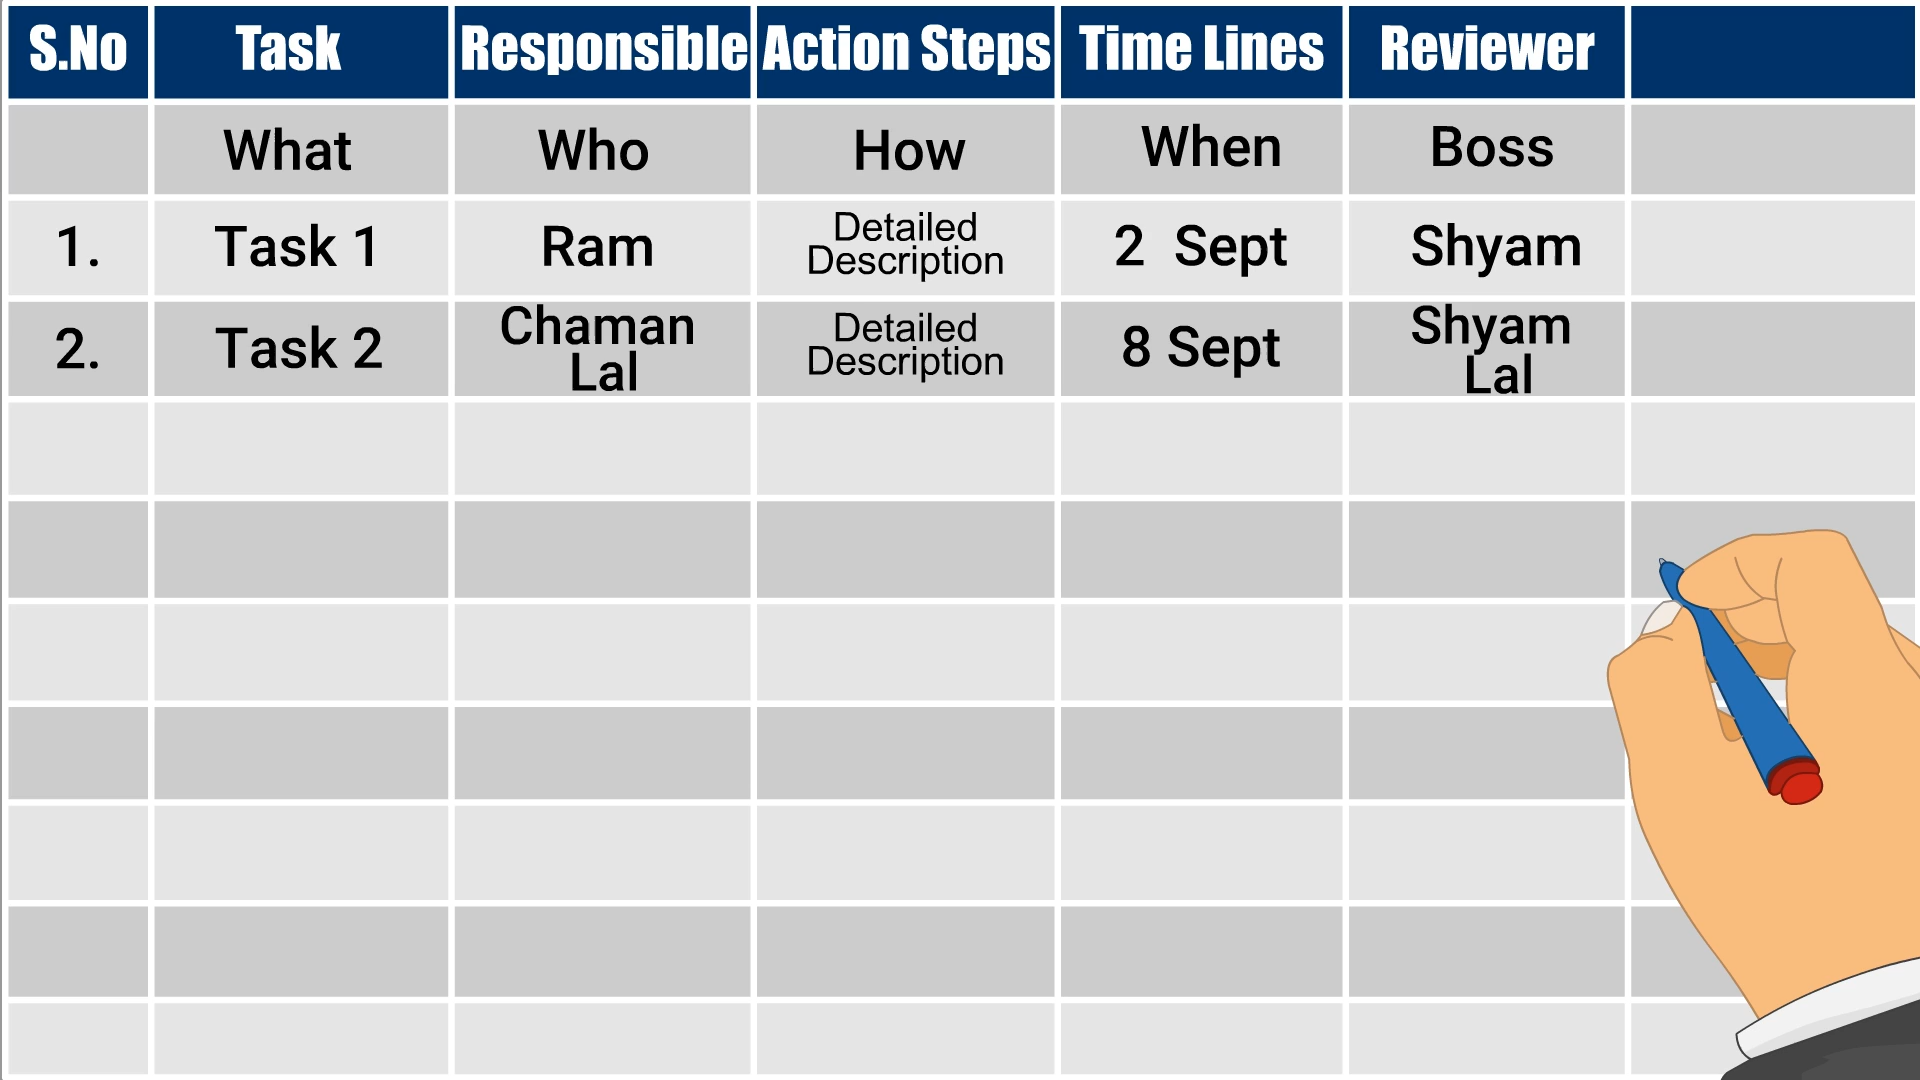 S.No Task Responsible Action Steps Time Lines Reviewer
What Who How When Boss
1. Task 1 Ram Detailed Description 2 Sept Shyam
2. Task 2 Chaman Lal Detailed Description 8 Sept Shyam Lal